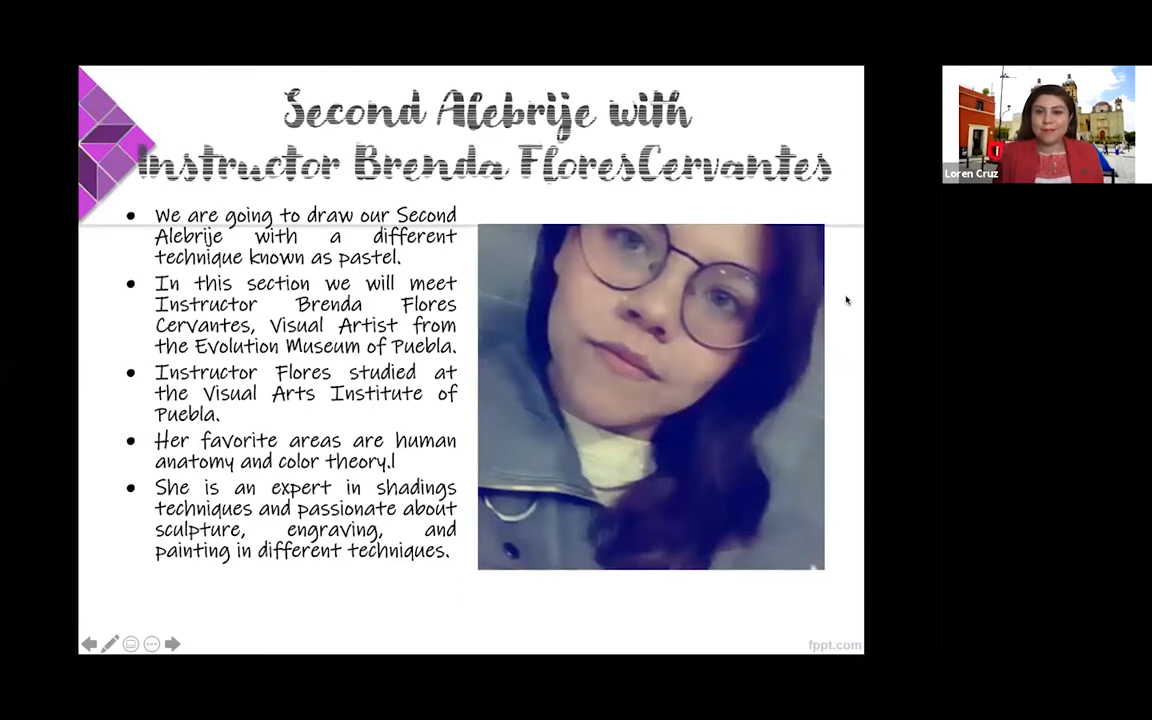 Second Alebrije with
Instructor Brenda FloresCervantes
We are going to draw our Second
Alebrije with a different
technique known as pastel.
In this section we will meet
Instructor Brenda Flores
Cervantes, Visual Artist from
the Evolution Museum of Puebla.
Instructor Flores studied at
the Visual Arts Institute of
Puebla.
Her favorite areas are human
anatomy and color theory.l
She is an expert in shadings
techniques and passionate about
sculpture, engraving, and
painting in different techniques.
fppt.com
Loren Cruz